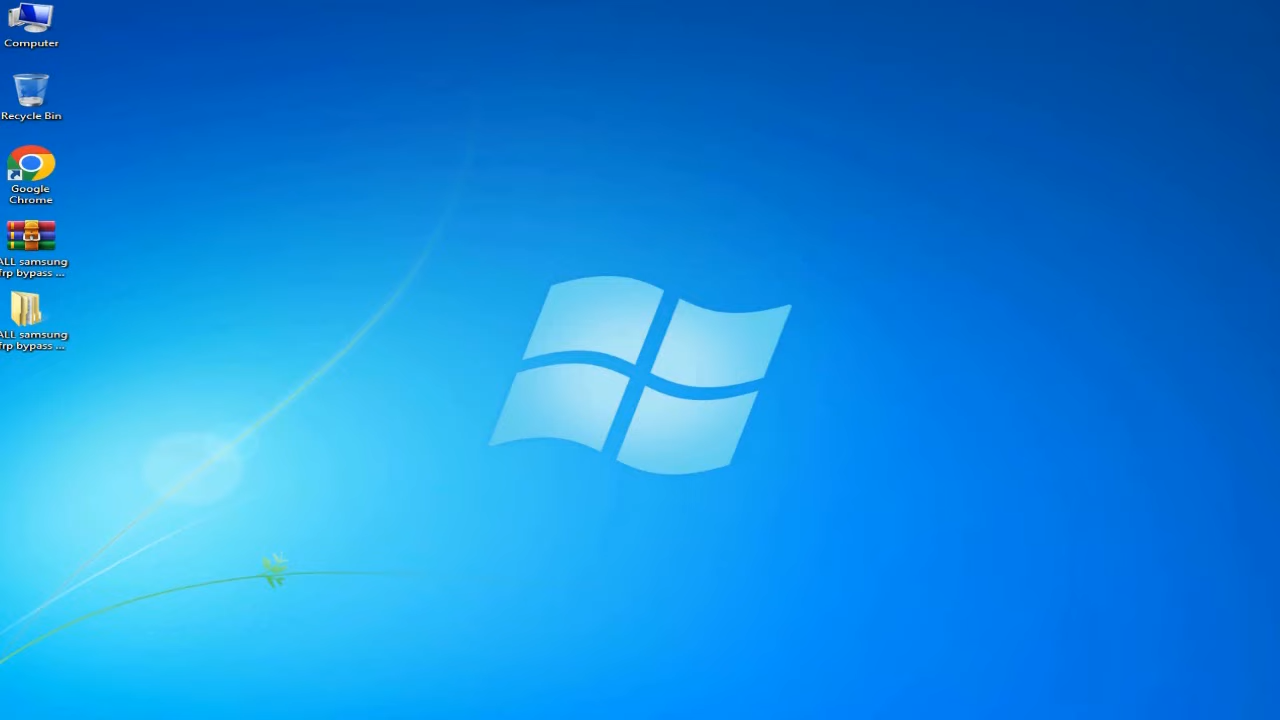 Computer
Recycle Bin
Google
Chrome
ALL samsung
frp bypass ...
ALL samsung
frp bypass ...